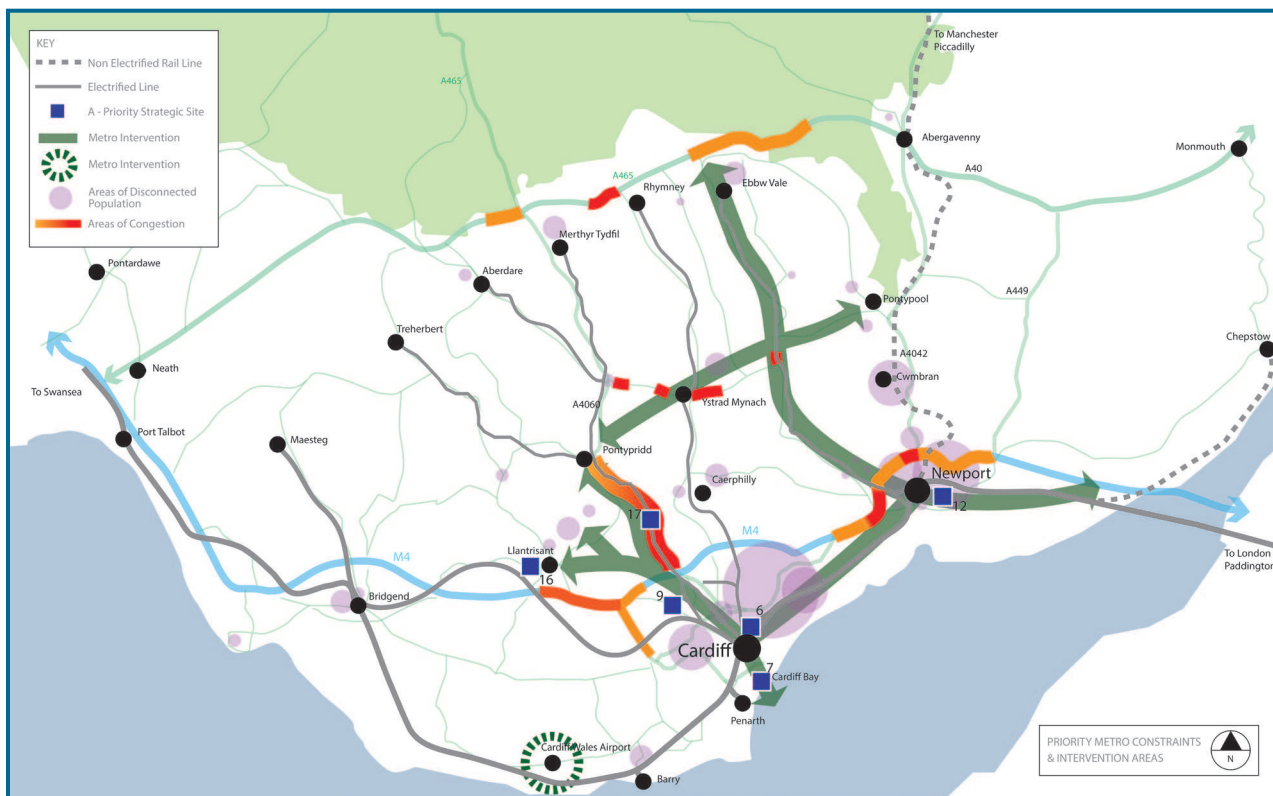 KEY
Non Electrified Rail Line
Electrified Line
A - Priority Strategic Site
Metro Intervention
Metro Intervention
Areas of Disconnected
Population
Areas of Congestion
To Manchester
Piccadilly
A465
Abergavenny
Monmouth
A40
A465
Rhymney
Ebbw Vale
Merthyr Tydfil
Pontardawe
Aberdare
A449
Pontypool
Treherbert
Chepstow
A4042
Neath
Cwmbran
To Swansea
A4060
Ystrad Mynach
Port Talbot
Maesteg
Pontypridd
Newport
Caerphilly
12
17
M4
Llantrisant
M4
To London
Paddington
16
Bridgend
9
6
Cardiff
7
Cardiff Bay
Penarth
Cardiff Wales Airport
Barry
PRIORITY METRO CONSTRAINTS
& INTERVENTION AREAS
N